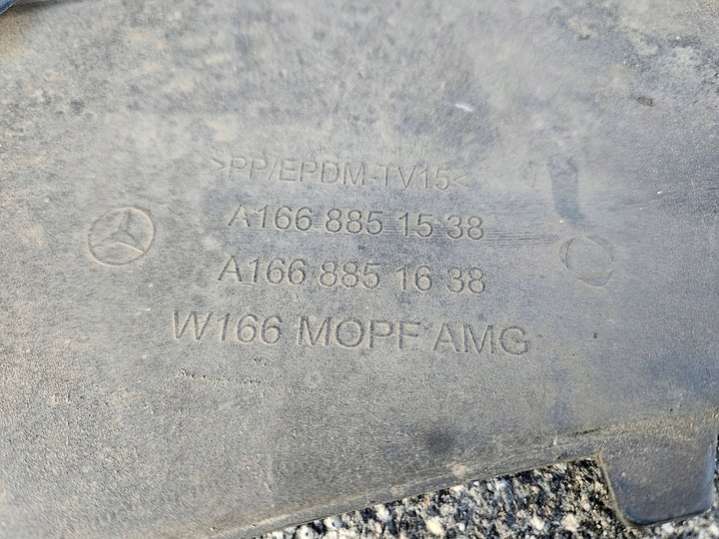 >PP/EPDM-TV15<
A166 885 15 38
A166 885 16 38
W166 MOPF AMG